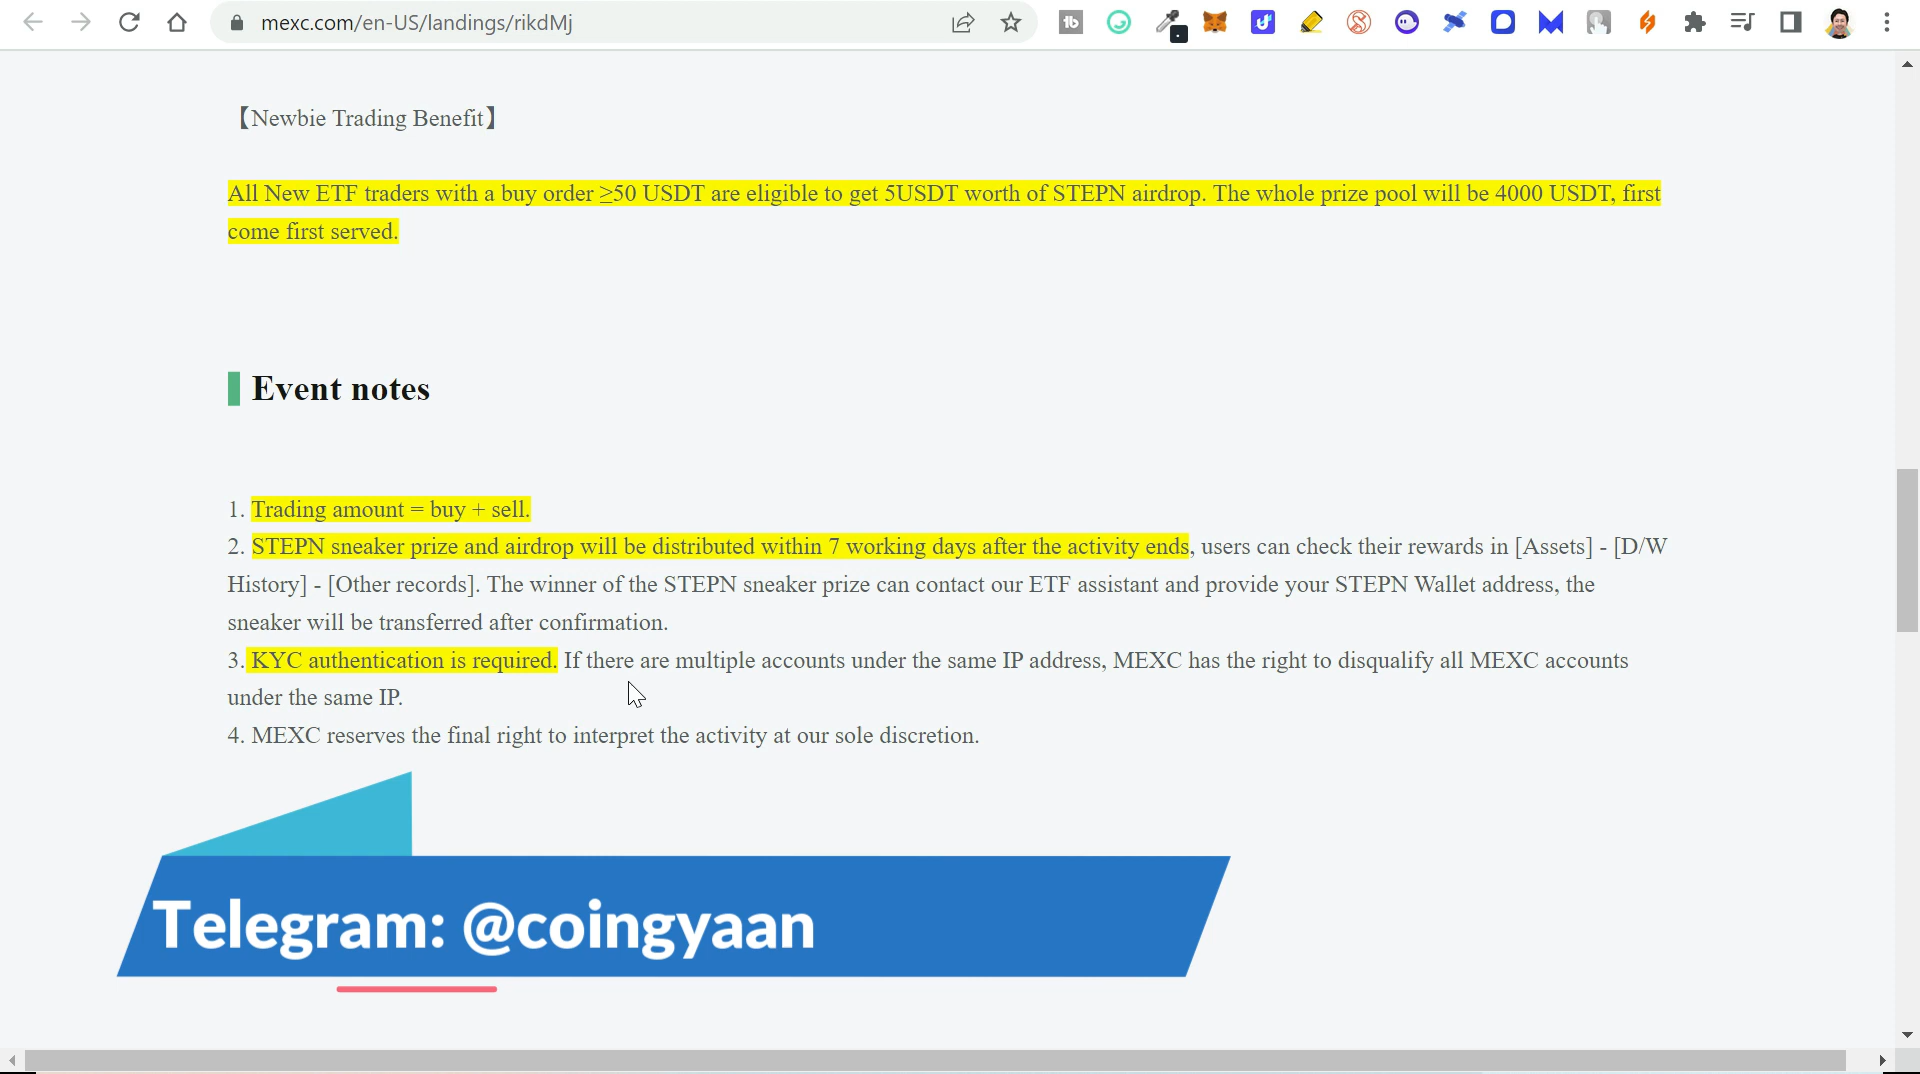 mexc.com/en-US/landings/rikdMj
【Newbie Trading Benefit】
All New ETF traders with a buy order ≥50 USDT are eligible to get 5USDT worth of STEPN airdrop. The whole prize pool will be 4000 USDT, first
come first served.
Event notes
1. Trading amount = buy + sell.
2. STEPN sneaker prize and airdrop will be distributed within 7 working days after the activity ends, users can check their rewards in [Assets] - [D/W
History] - [Other records]. The winner of the STEPN sneaker prize can contact our ETF assistant and provide your STEPN Wallet address, the
sneaker will be transferred after confirmation.
3. KYC authentication is required. If there are multiple accounts under the same IP address, MEXC has the right to disqualify all MEXC accounts
under the same IP.
4. MEXC reserves the final right to interpret the activity at our sole discretion.
Telegram: @coingyaan